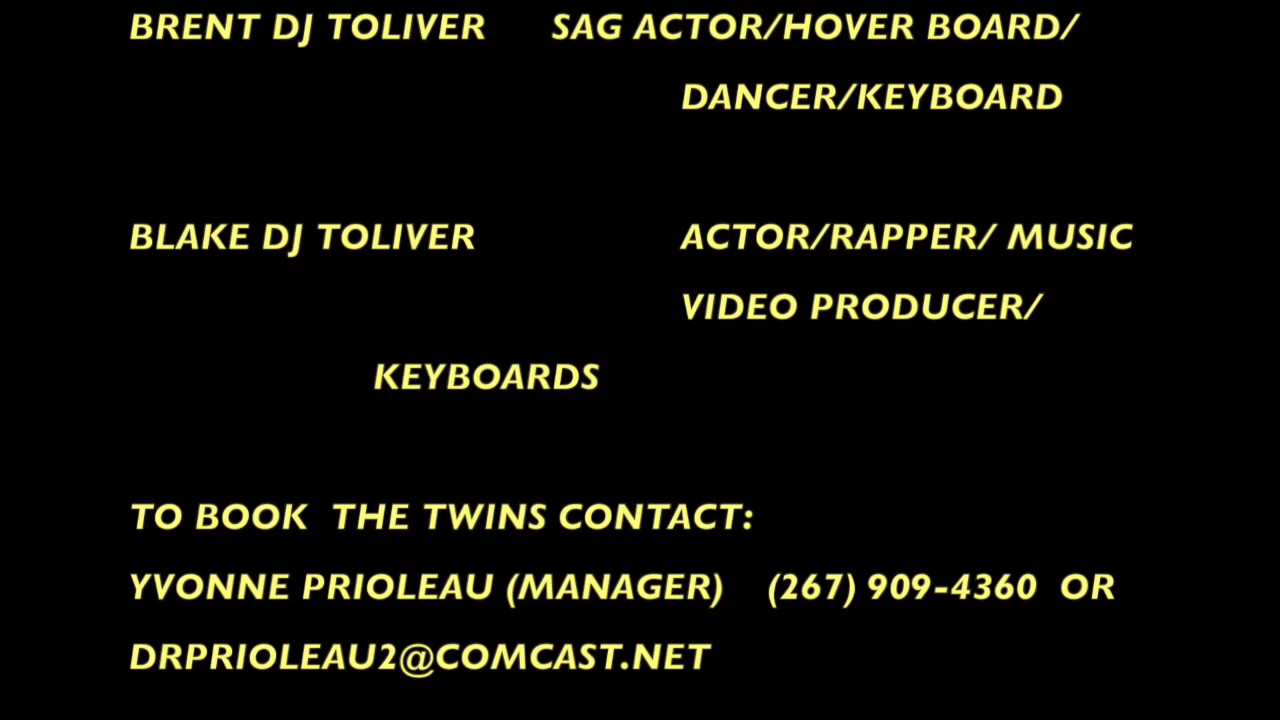 BRENT DJ TOLIVER SAG ACTOR/HOVER BOARD/
DANCER/KEYBOARD
BLAKE DJ TOLIVER ACTOR/RAPPER/ MUSIC
VIDEO PRODUCER/
KEYBOARDS
TO BOOK THE TWINS CONTACT:
YVONNE PRIOLEAU (MANAGER) (267) 909-4360 OR
DRPRIOLEAU2@COMCAST.NET